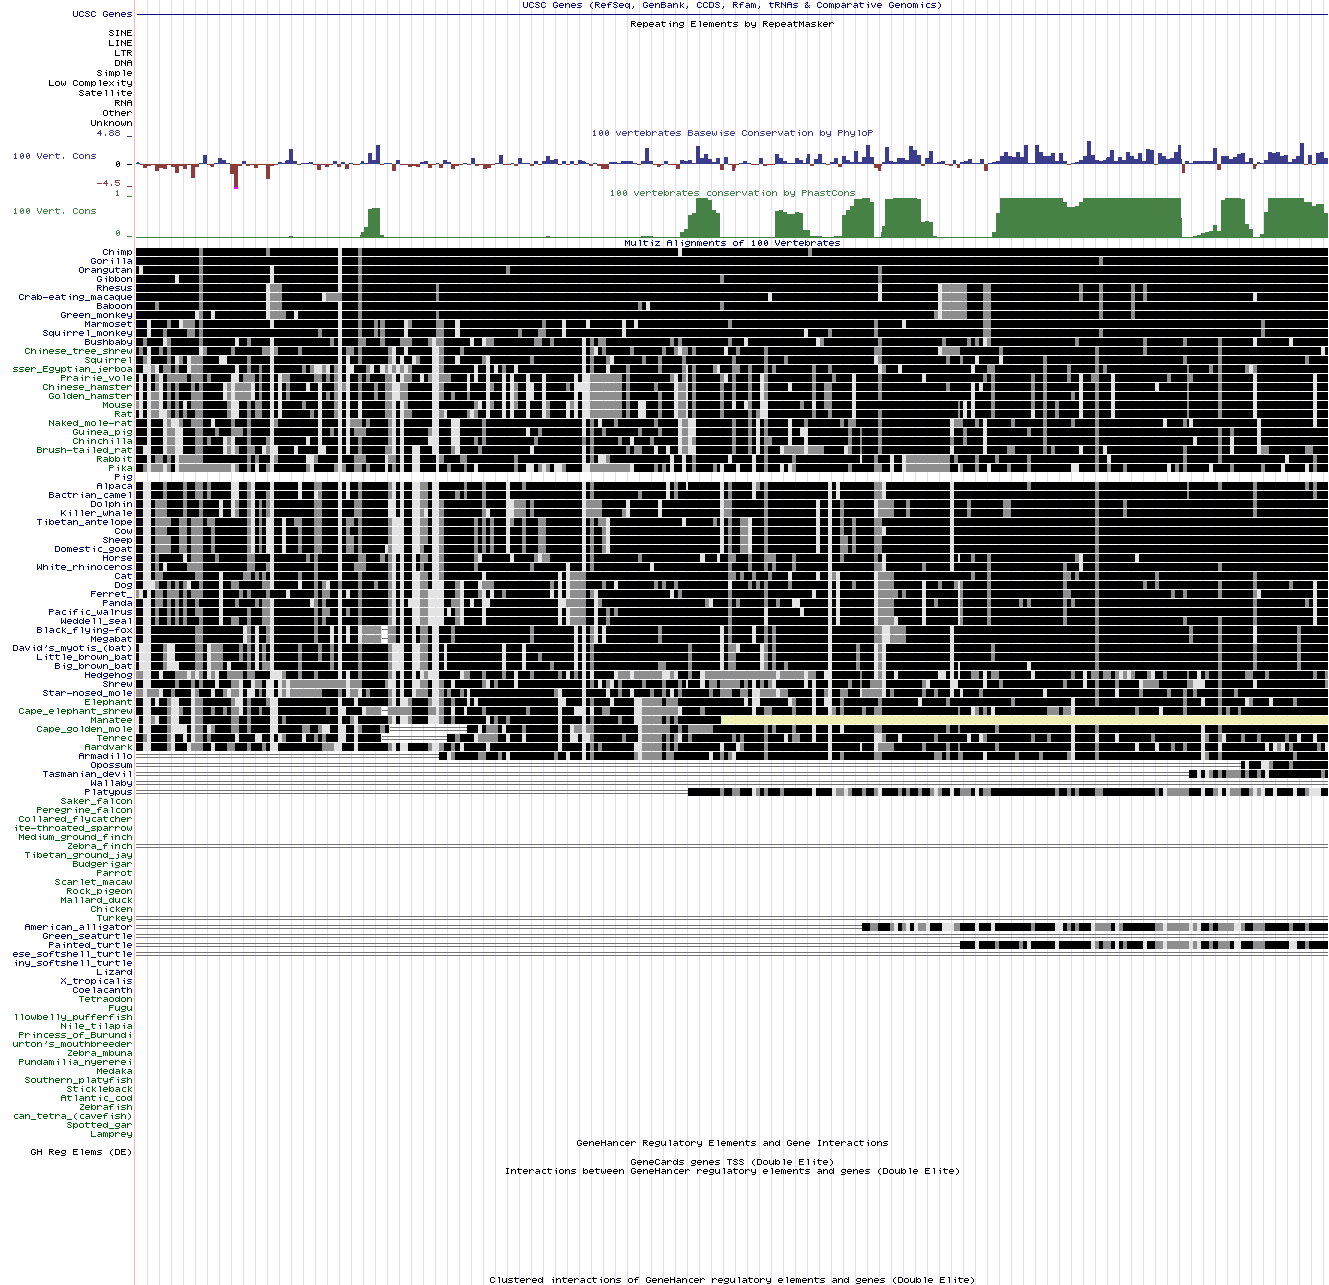 UCSC Genes (RefSeq, GenBank, CCDS, Rfam, tRNAs & Comparative Genomics)
UCSC Genes
Repeating Elements by RepeatMasker
SINE
LINE
LTR
DNA
Simple
Low Complexity
Satellite
RNA
Other
Unknown
100 vertebrates Basewise Conservation by PhyloP
4.88 _
100 Vert. Cons
0 _
-4.5 _
100 vertebrates conservation by PhastCons
1 _
100 Vert. Cons
0 _
Multiz Alignments of 100 Vertebrates
Chimp
Gorilla
Orangutan
Gibbon
Rhesus
Crab-eating_macaque
Baboon
Green_monkey
Marmoset
Squirrel_monkey
Bushbaby
Chinese_tree_shrew
Squirrel
sser_Egyptian_jerboa
Prairie_vole
Chinese_hamster
Golden_hamster
Mouse
Rat
Naked_mole-rat
Guinea_pig
Chinchilla
Brush-tailed_rat
Rabbit
Pika
Pig
Alpaca
Bactrian_camel
Dolphin
Killer_whale
Tibetan_antelope
Cow
Sheep
Domestic_goat
Horse
White_rhinoceros
Cat
Dog
Ferret_
Panda
Pacific_walrus
Weddell_seal
Black_flying-fox
Megabat
David's_myotis_(bat)
Little_brown_bat
Big_brown_bat
Hedgehog
Shrew
Star-nosed_mole
Elephant
Cape_elephant_shrew
Manatee
Cape_golden_mole
Tenrec
Aardvark
Armadillo
Opossum
Tasmanian_devil
Wallaby
Platypus
Saker_falcon
Peregrine_falcon
Collared_flycatcher
ite-throated_sparrow
Medium_ground_finch
Zebra_finch
Tibetan_ground_jay
Budgerigar
Parrot
Scarlet_macaw
Rock_pigeon
Mallard_duck
Chicken
Turkey
American_alligator
Green_seaturtle
Painted_turtle
ese_softshell_turtle
iny_softshell_turtle
Lizard
X_tropicalis
Coelacanth
Tetraodon
Fugu
llowbelly_pufferfish
Nile_tilapia
Princess_of_Burundi
urton's_mouthbreeder
Zebra_mbuna
Pundamilia_nyererei
Medaka
Southern_platyfish
Stickleback
Atlantic_cod
Zebrafish
can_tetra_(cavefish)
Spotted_gar
Lamprey
GeneHancer Regulatory Elements and Gene Interactions
GH Reg Elems (DE)
GeneCards genes TSS (Double Elite)
Interactions between GeneHancer regulatory elements and genes (Double Elite)
Clustered interactions of GeneHancer regulatory elements and genes (Double Elite)